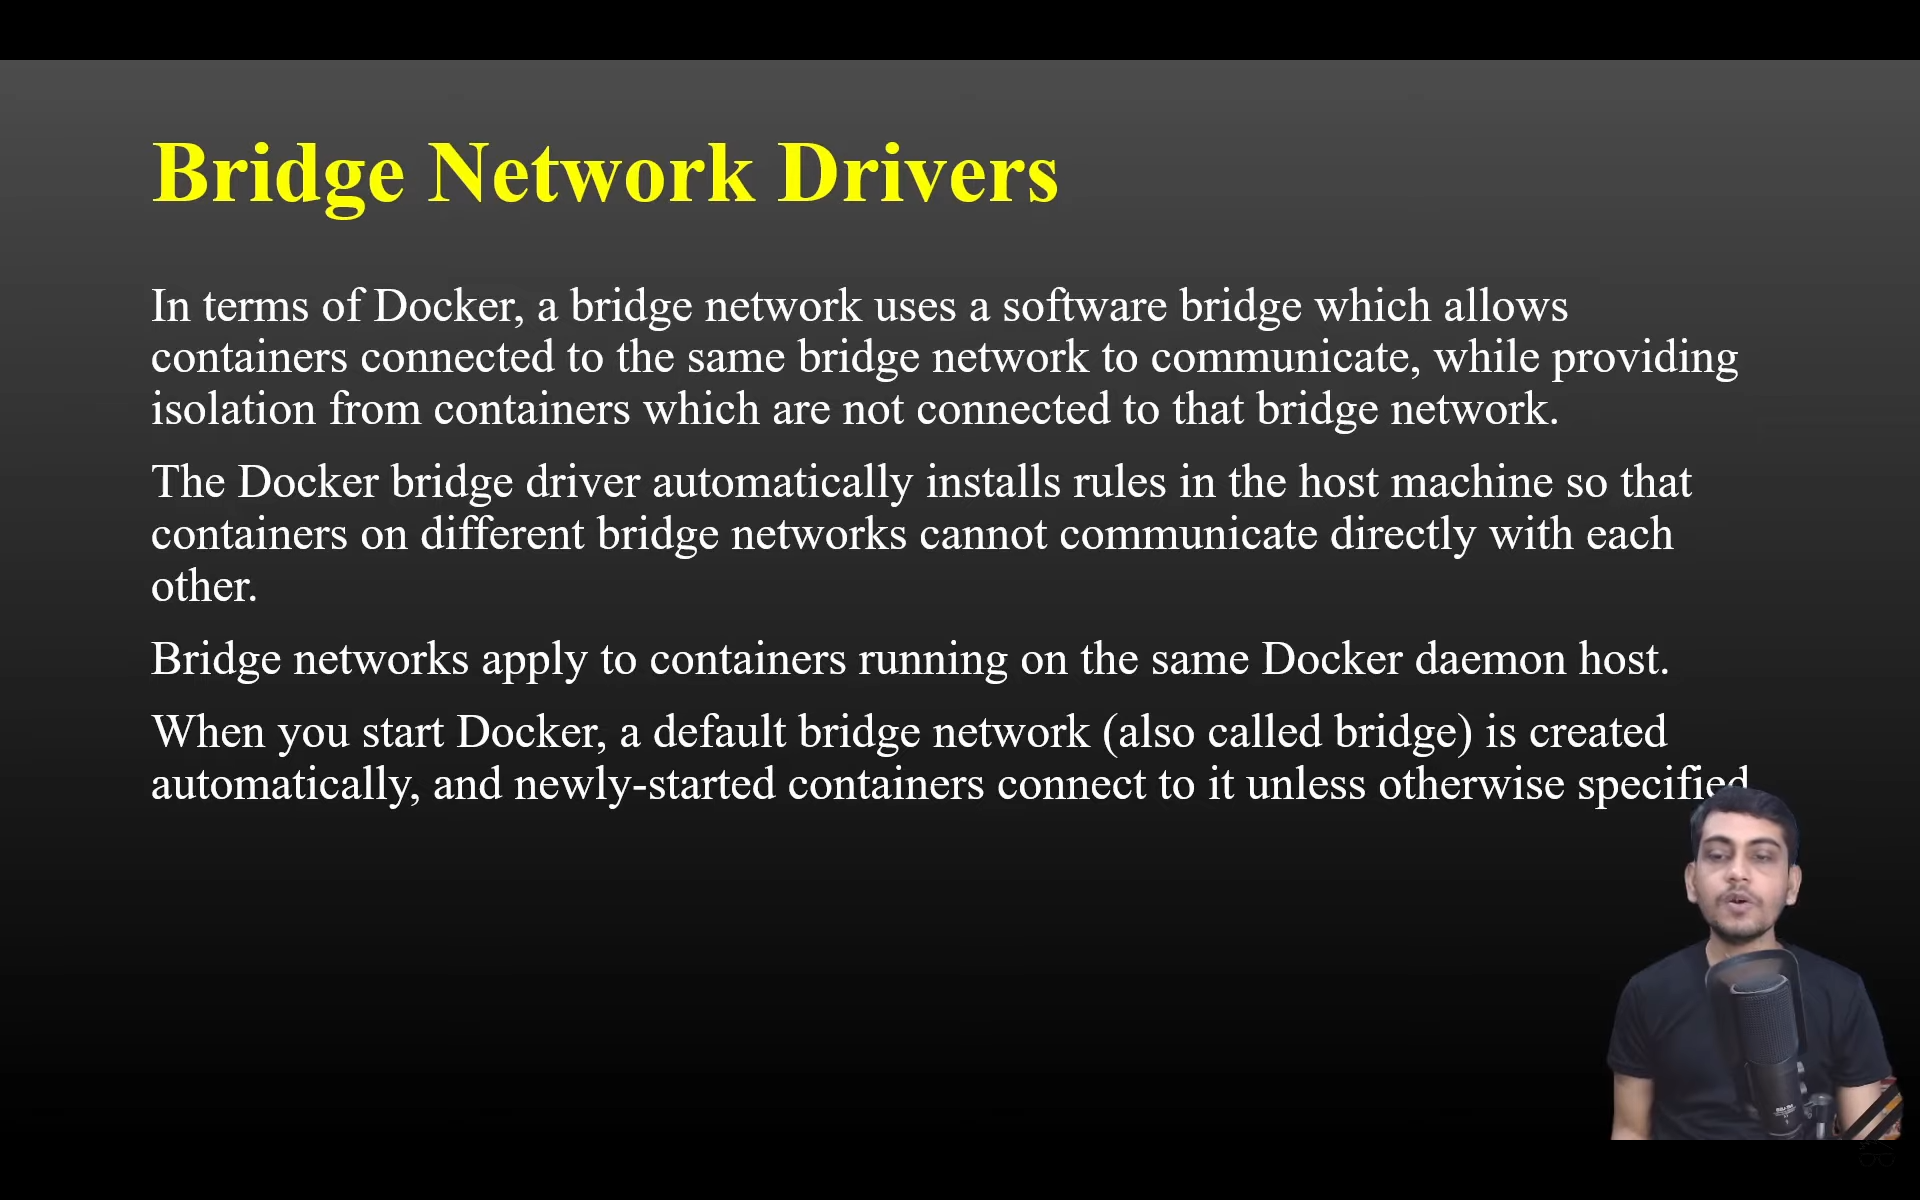 Bridge Network Drivers
In terms of Docker, a bridge network uses a software bridge which allows
containers connected to the same bridge network to communicate, while providing
isolation from containers which are not connected to that bridge network.
The Docker bridge driver automatically installs rules in the host machine so that
containers on different bridge networks cannot communicate directly with each
other.
Bridge networks apply to containers running on the same Docker daemon host.
When you start Docker, a default bridge network (also called bridge) is created
automatically, and newly-started containers connect to it unless otherwise specified